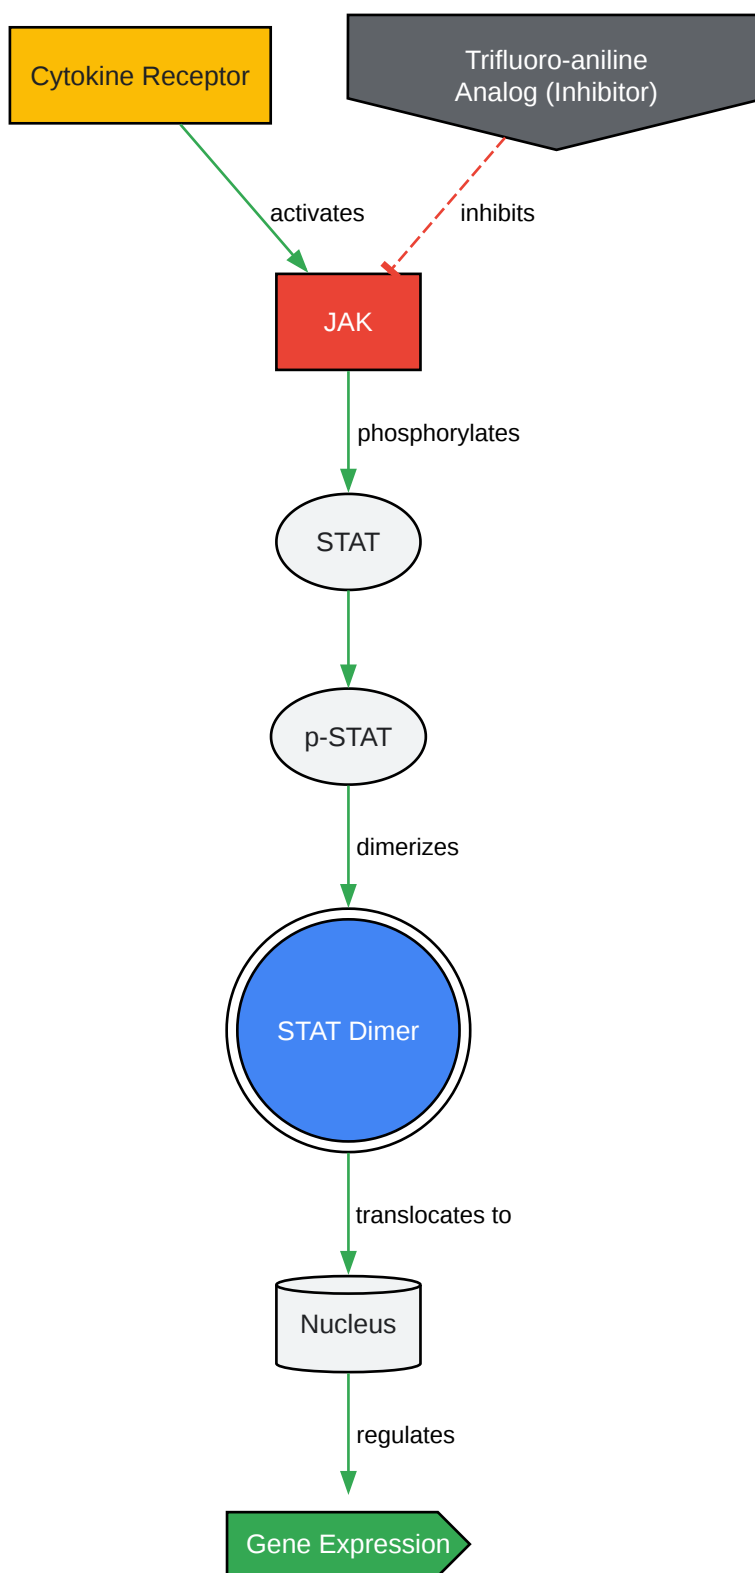 Cytokine Receptor
Trifluoro-aniline
Analog (Inhibitor)
activates
inhibits
JAK
phosphorylates
STAT
p-STAT
dimerizes
STAT Dimer
translocates to
Nucleus
regulates
Gene Expression